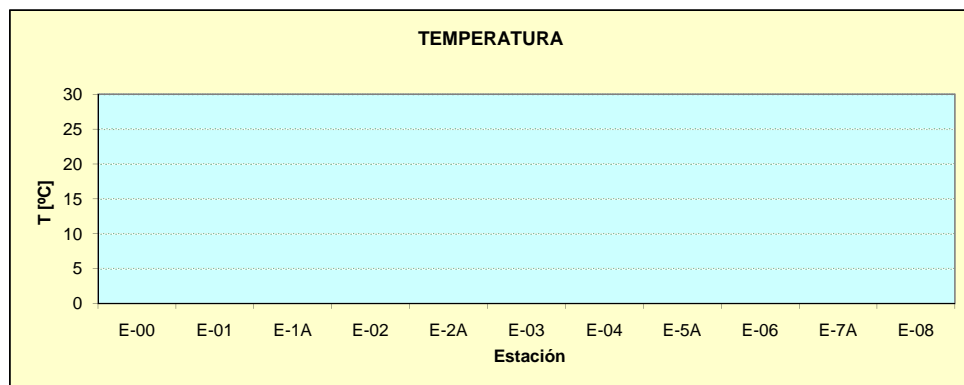 TEMPERATURA
30
25
20
15
10
5
0
T [ºC]
E-00 E-01 E-1A E-02 E-2A E-03 E-04 E-5A E-06 E-7A E-08
Estación